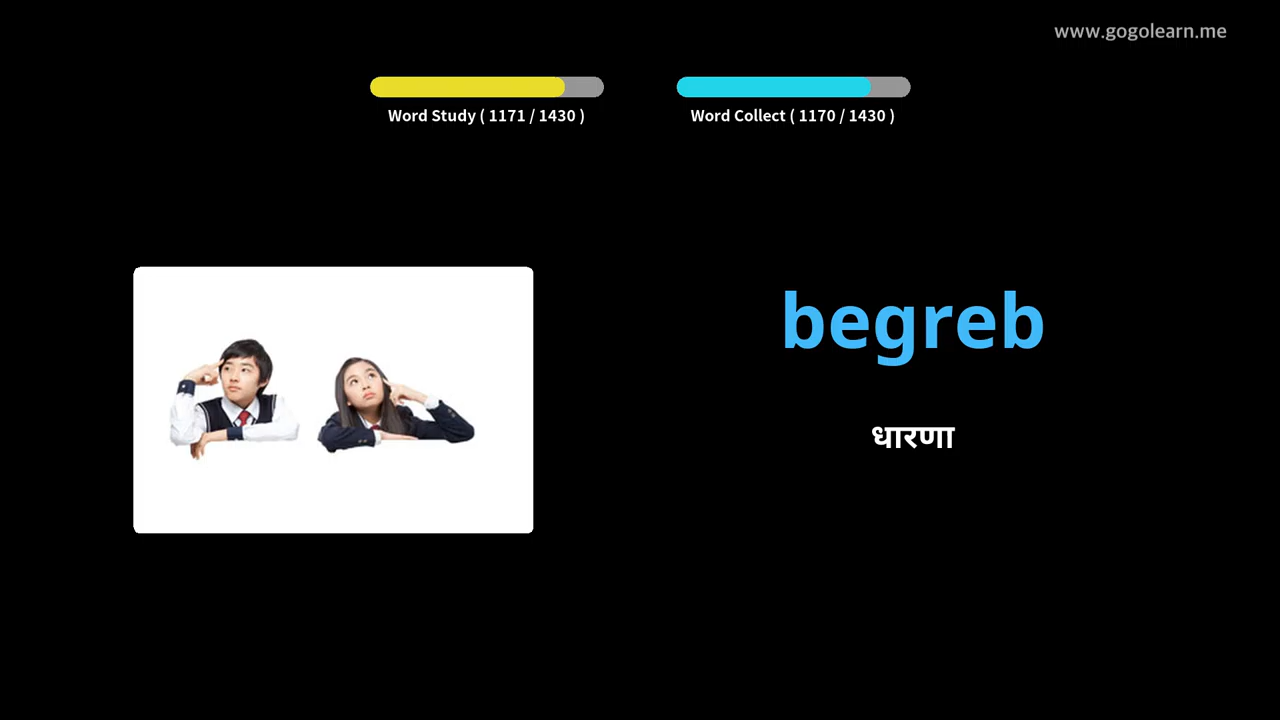 www.gogolearn.me
Word Study ( 1171 / 1430 )
Word Collect ( 1170 / 1430 )
begreb
धारणा